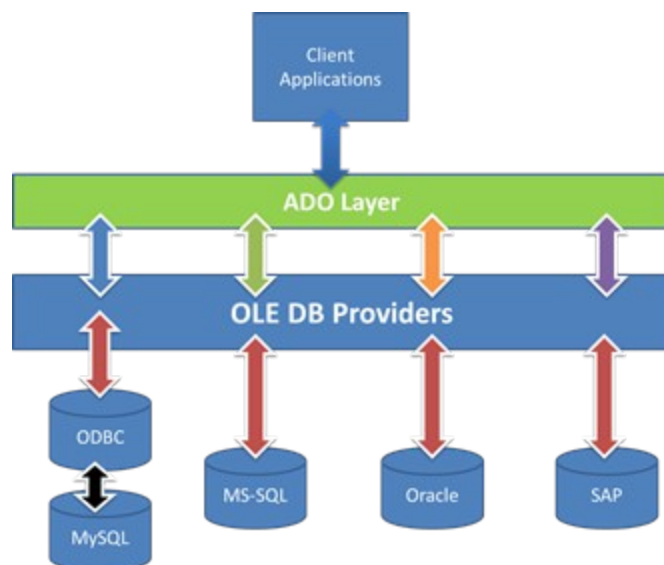 Client
Applications
ADO Layer
OLE DB Providers
ODBC
MS-SQL
Oracle
SAP
MySQL